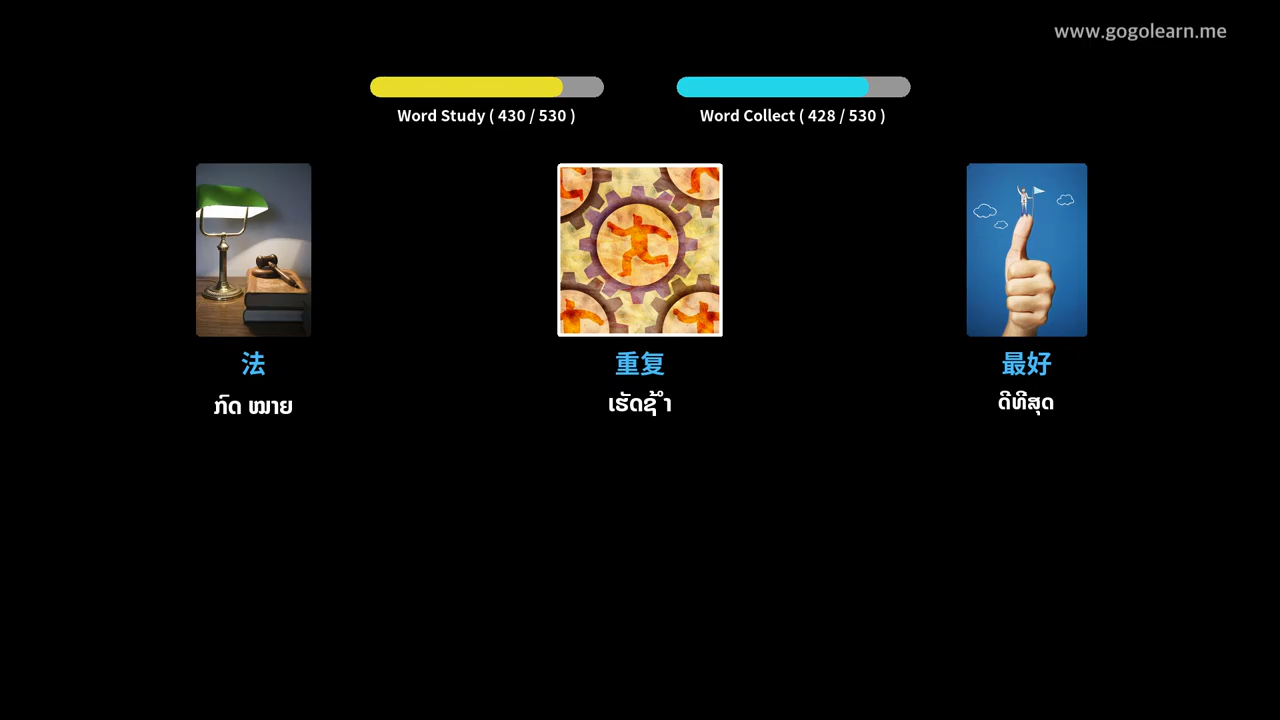 www.gogolearn.me
Word Study ( 430 / 530 )
Word Collect ( 428 / 530 )
法
重复
最好
ກົດ ໝາຍ
ເຮັດຊ້ ໍາ
ດີທີສຸດ